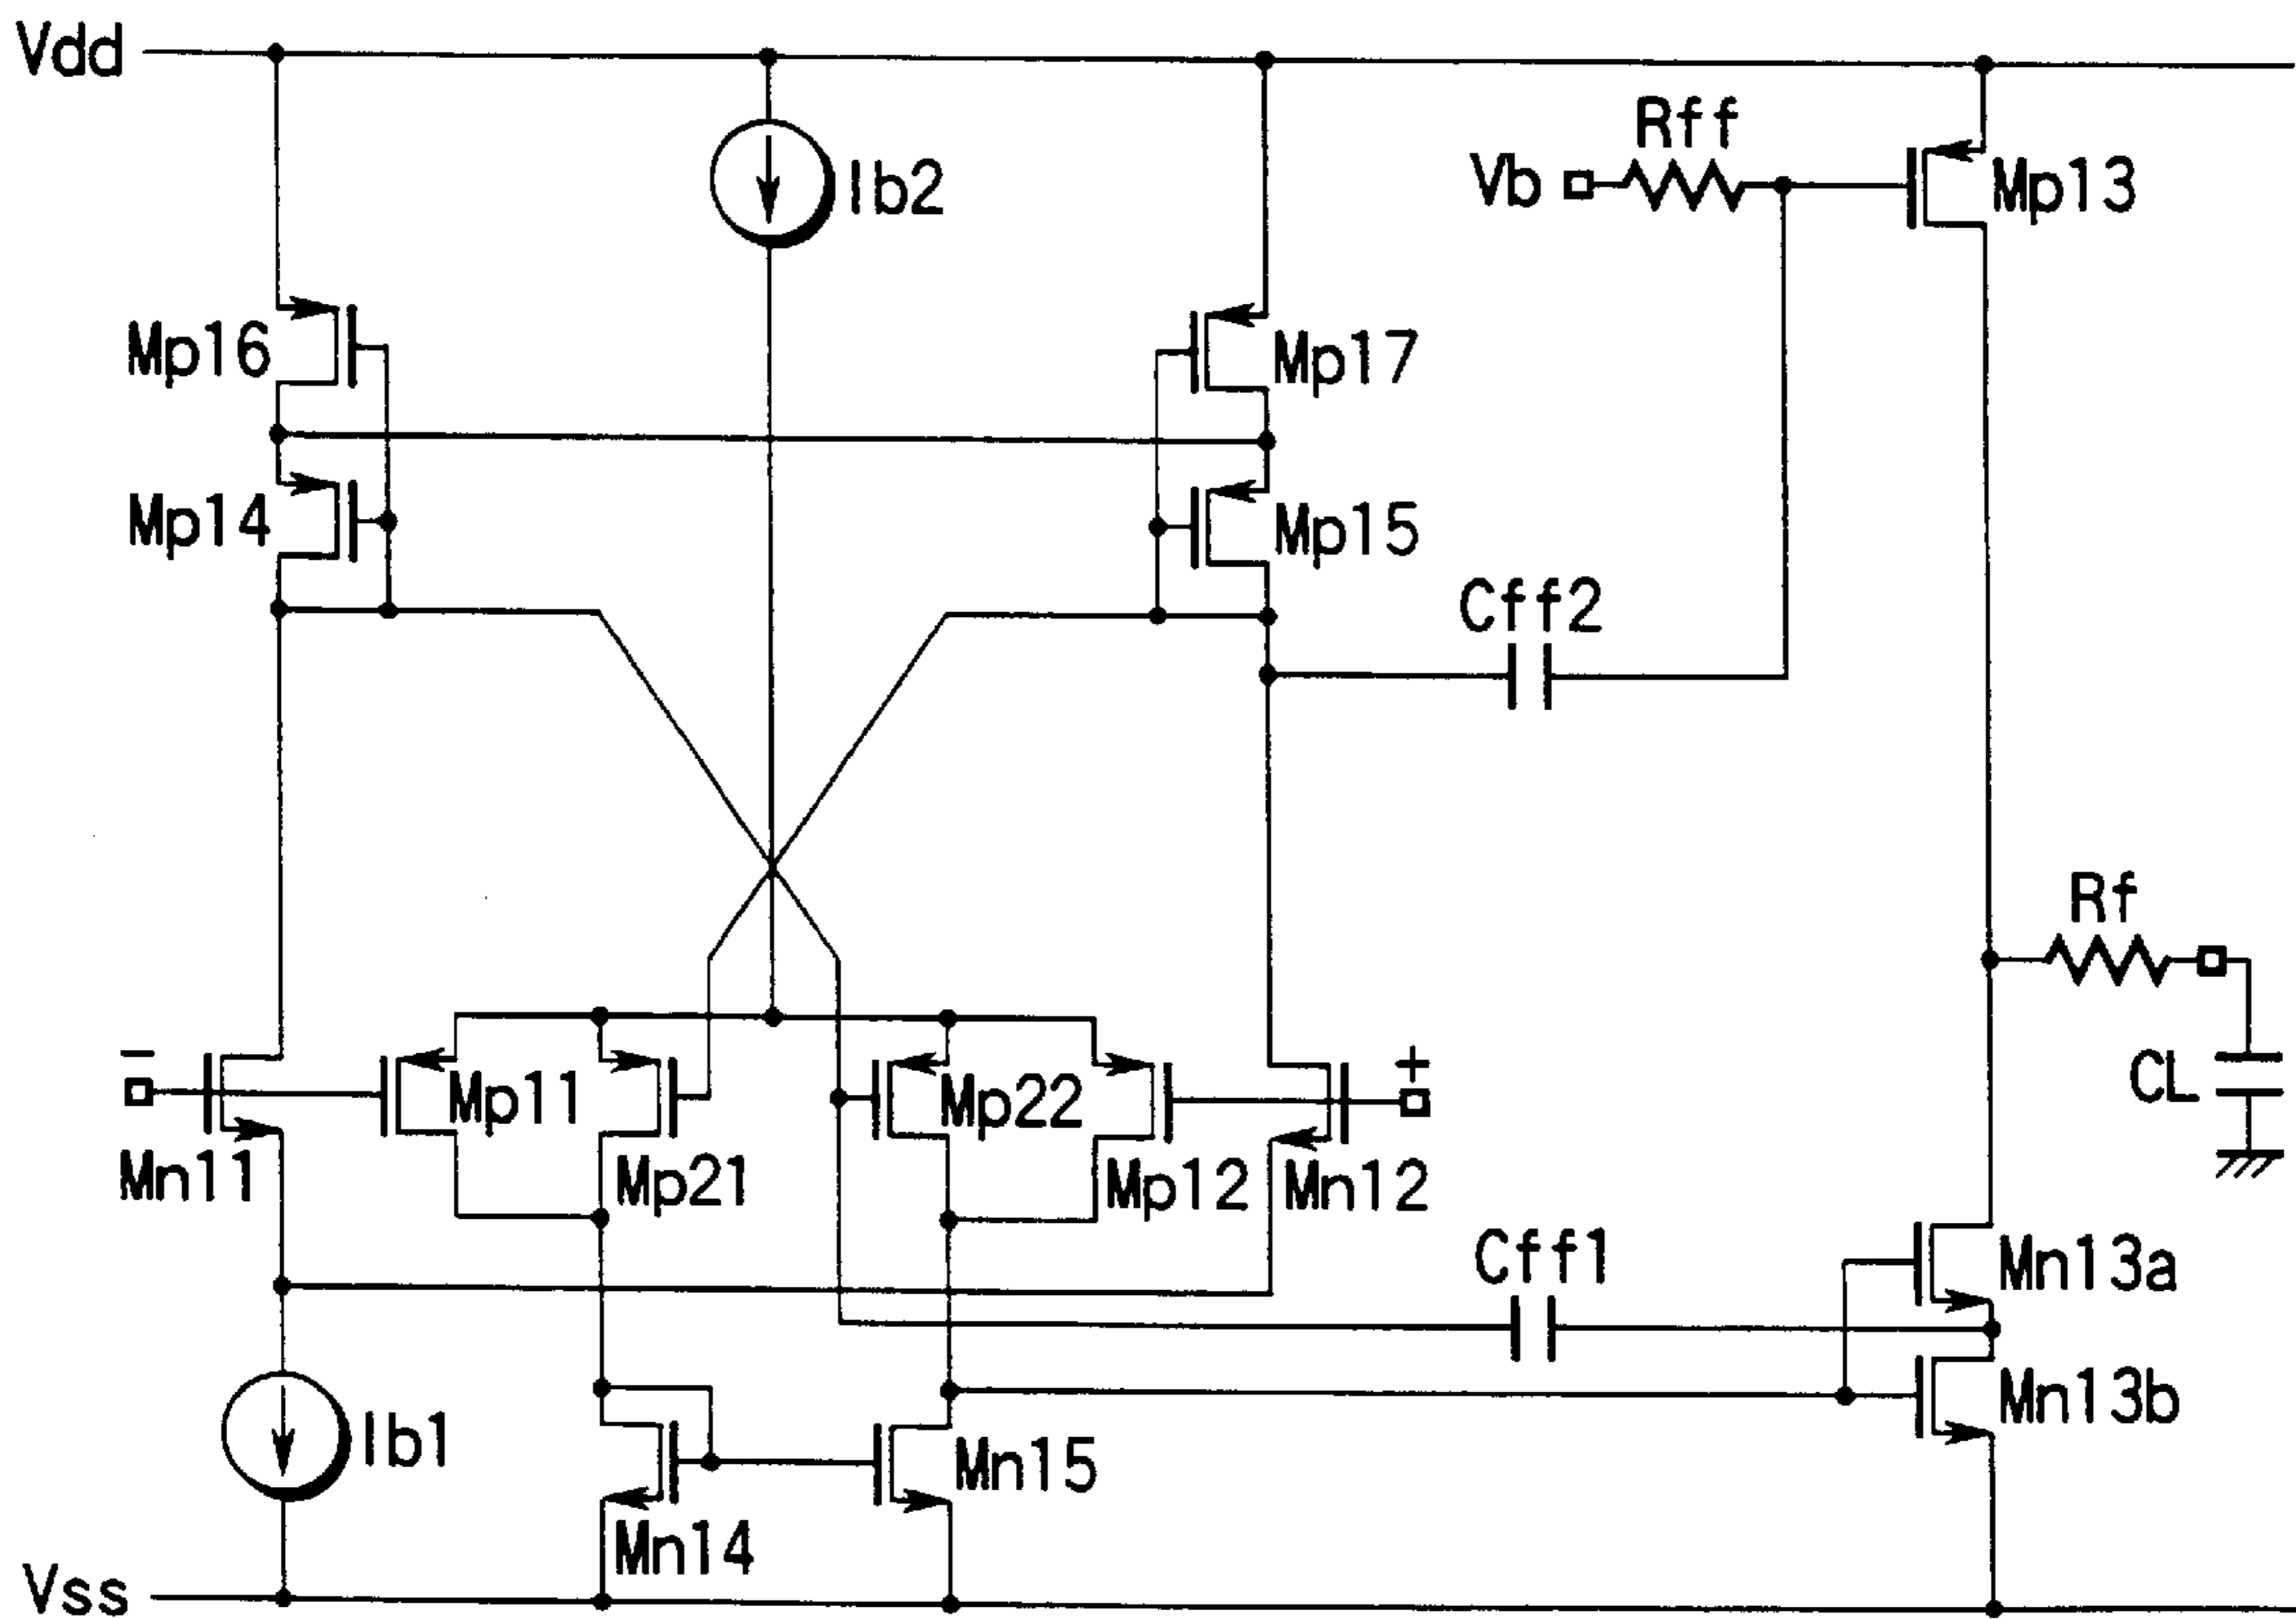 Vdd
Rff
Vb
Mp13
Ib2
Mp16
Mp17
Mp14
Mp15
Cff2
Rf
−
+
Mp11
Mp22
CL
Mn11
Mp21
Mp12
Mn12
Cff1
Mn13a
Mn13b
Ib1
Mn15
Mn14
Vss